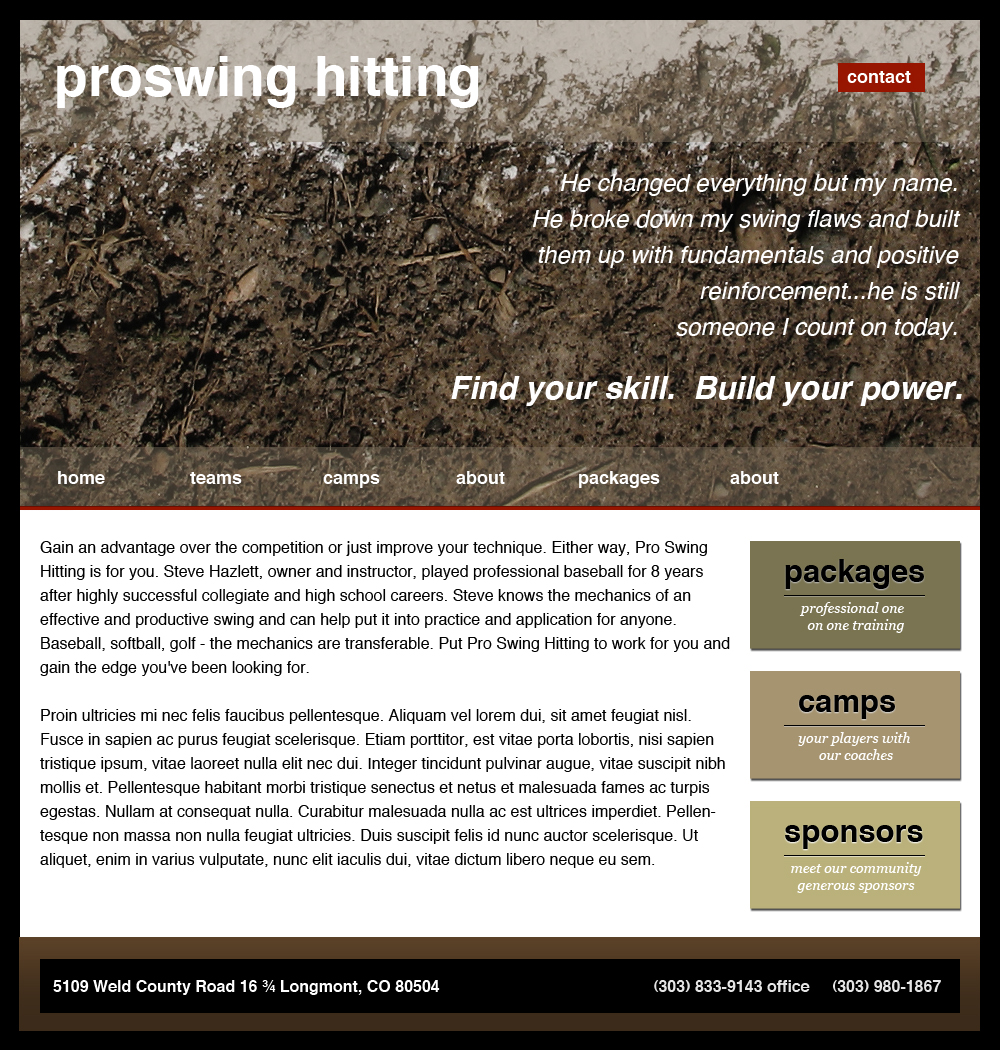 proswing hitting
contact
He changed everything but my name.
He broke down my swing flaws and built
them up with fundamentals and positive
reinforcement...he is still
someone I count on today.
Find your skill.  Build your power.
home teams camps about packages about
Gain an advantage over the competition or just improve your technique. Either way, Pro Swing
Hitting is for you. Steve Hazlett, owner and instructor, played professional baseball for 8 years
after highly successful collegiate and high school careers. Steve knows the mechanics of an
effective and productive swing and can help put it into practice and application for anyone.
Baseball, softball, golf - the mechanics are transferable. Put Pro Swing Hitting to work for you and
gain the edge you've been looking for.
Proin ultricies mi nec felis faucibus pellentesque. Aliquam vel lorem dui, sit amet feugiat nisl.
Fusce in sapien ac purus feugiat scelerisque. Etiam porttitor, est vitae porta lobortis, nisi sapien
tristique ipsum, vitae laoreet nulla elit nec dui. Integer tincidunt pulvinar augue, vitae suscipit nibh
mollis et. Pellentesque habitant morbi tristique senectus et netus et malesuada fames ac turpis
egestas. Nullam at consequat nulla. Curabitur malesuada nulla ac est ultrices imperdiet. Pellen-
tesque non massa non nulla feugiat ultricies. Duis suscipit felis id nunc auctor scelerisque. Ut
aliquet, enim in varius vulputate, nunc elit iaculis dui, vitae dictum libero neque eu sem.
packages
professional one
on one training
camps
your players with
our coaches
sponsors
meet our community
generous sponsors
5109 Weld County Road 16 ¾ Longmont, CO 80504
(303) 833-9143 office (303) 980-1867